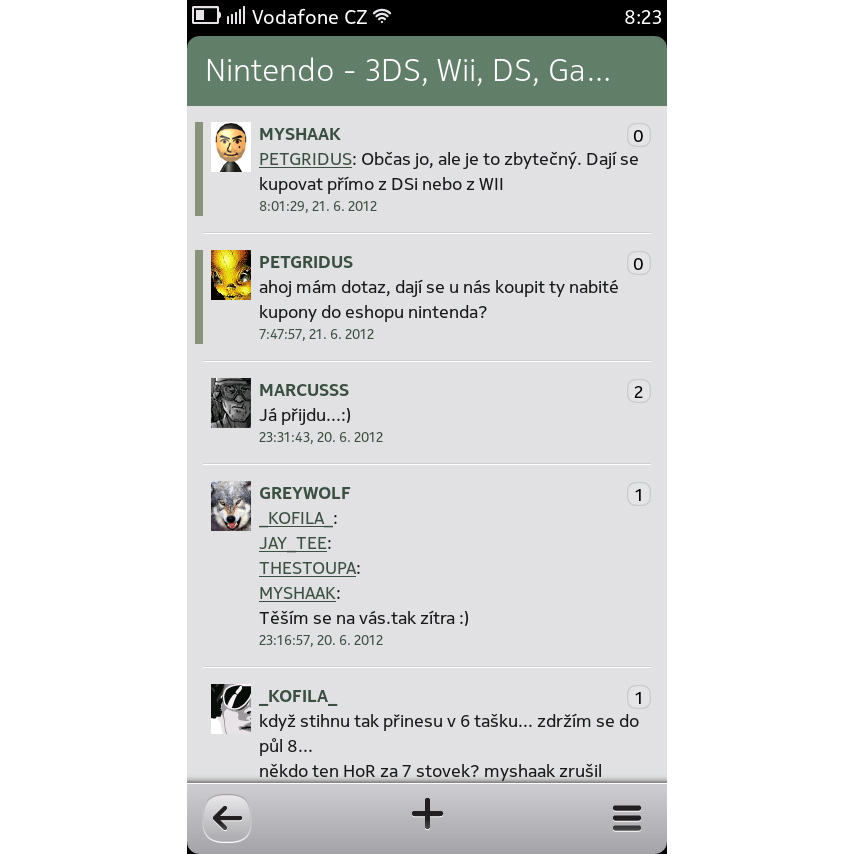 Vodafone CZ
8:23
Nintendo - 3DS, Wii, DS, Ga...
MYSHAAK
0
PETGRIDUS: Občas jo, ale je to zbytečný. Dají se
kupovat přímo z DSi nebo z WII
8:01:29, 21. 6. 2012
PETGRIDUS
0
ahoj mám dotaz, dají se u nás koupit ty nabité
kupony do eshopu nintenda?
7:47:57, 21. 6. 2012
MARCUSSS
2
Já přijdu...:)
23:31:43, 20. 6. 2012
GREYWOLF
1
_KOFILA_:
JAY_TEE:
THESTOUPA:
MYSHAAK:
Těším se na vás.tak zítra :)
23:16:57, 20. 6. 2012
_KOFILA_
1
když stihnu tak přinesu v 6 tašku... zdržím se do
půl 8...
někdo ten HoR za 7 stovek? myshaak zrušil